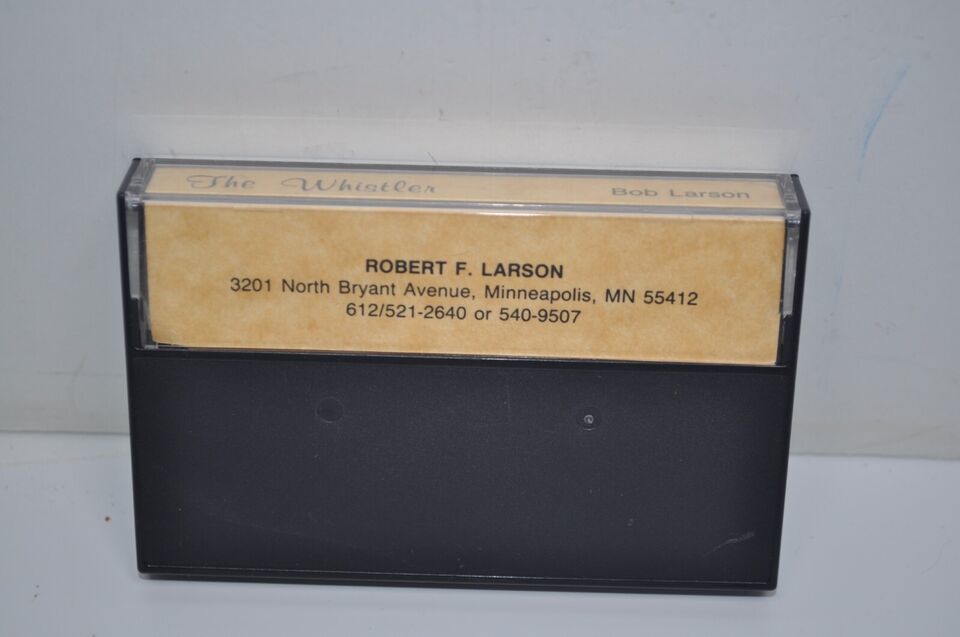 The Whistler Bob Larson
ROBERT F. LARSON
3201 North Bryant Avenue, Minneapolis, MN 55412
612/521-2640 or 540-9507